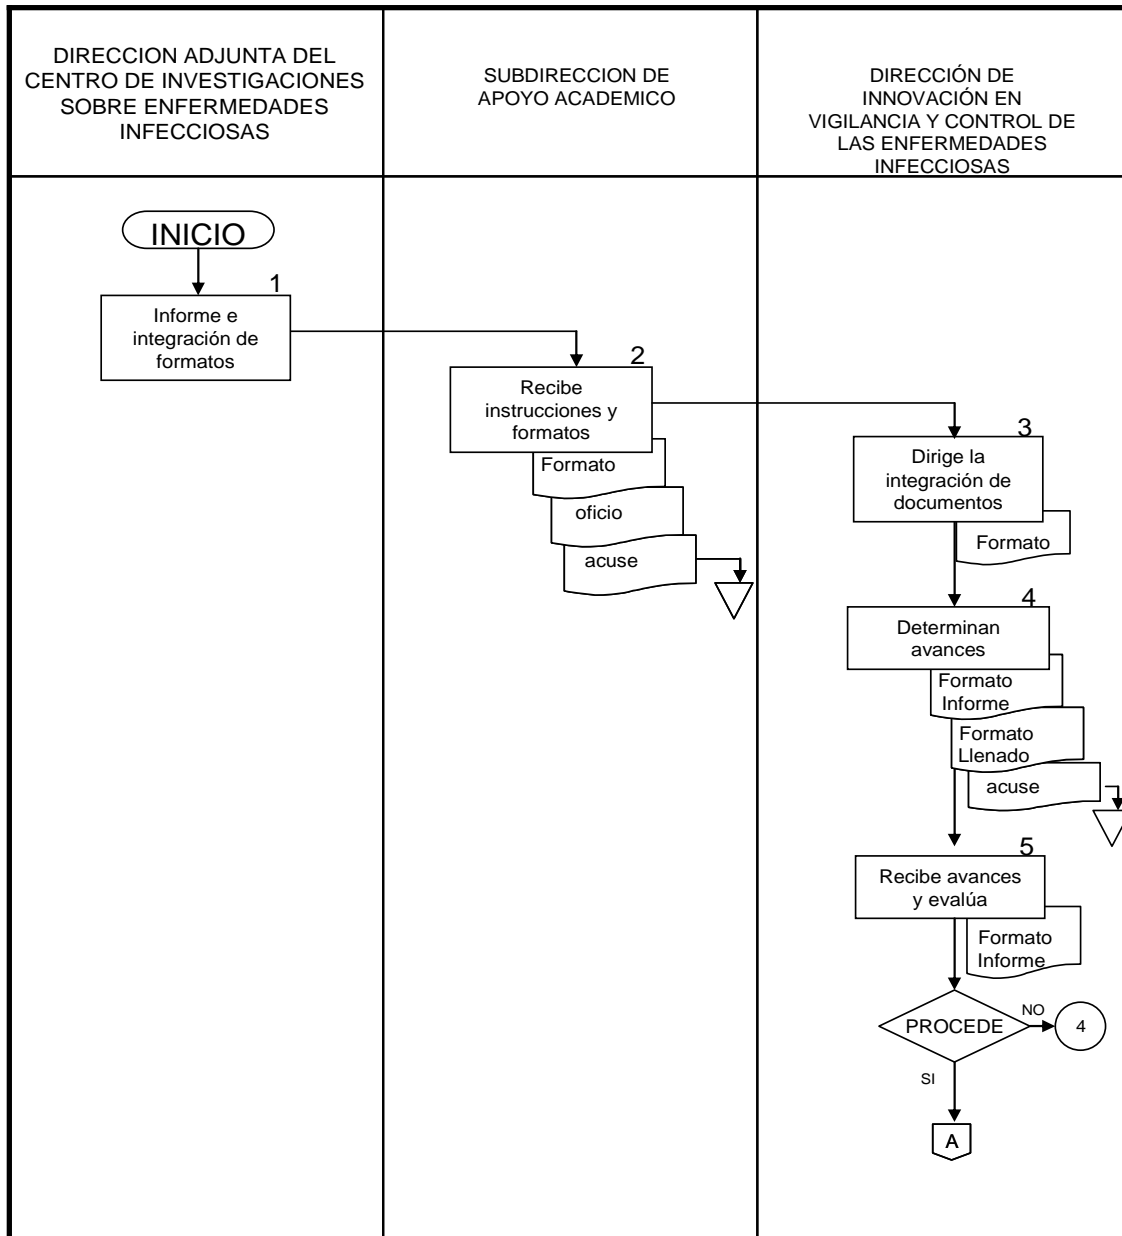 DIRECCION ADJUNTA DEL
CENTRO DE INVESTIGACIONES
SOBRE ENFERMEDADES
INFECCIOSAS
SUBDIRECCION DE
APOYO ACADEMICO
DIRECCIÓN DE
INNOVACIÓN EN
VIGILANCIA Y CONTROL DE
LAS ENFERMEDADES
INFECCIOSAS
INICIO
1
Informe e
integración de
formatos
2
Recibe
instrucciones y
formatos
Formato
oficio
acuse
3
Dirige la
integración de
documentos
Formato
4
Determinan
avances
Formato
Informe
Formato
Llenado
acuse
5
Recibe avances
y evalúa
Formato
Informe
PROCEDE
NO
4
SI
A